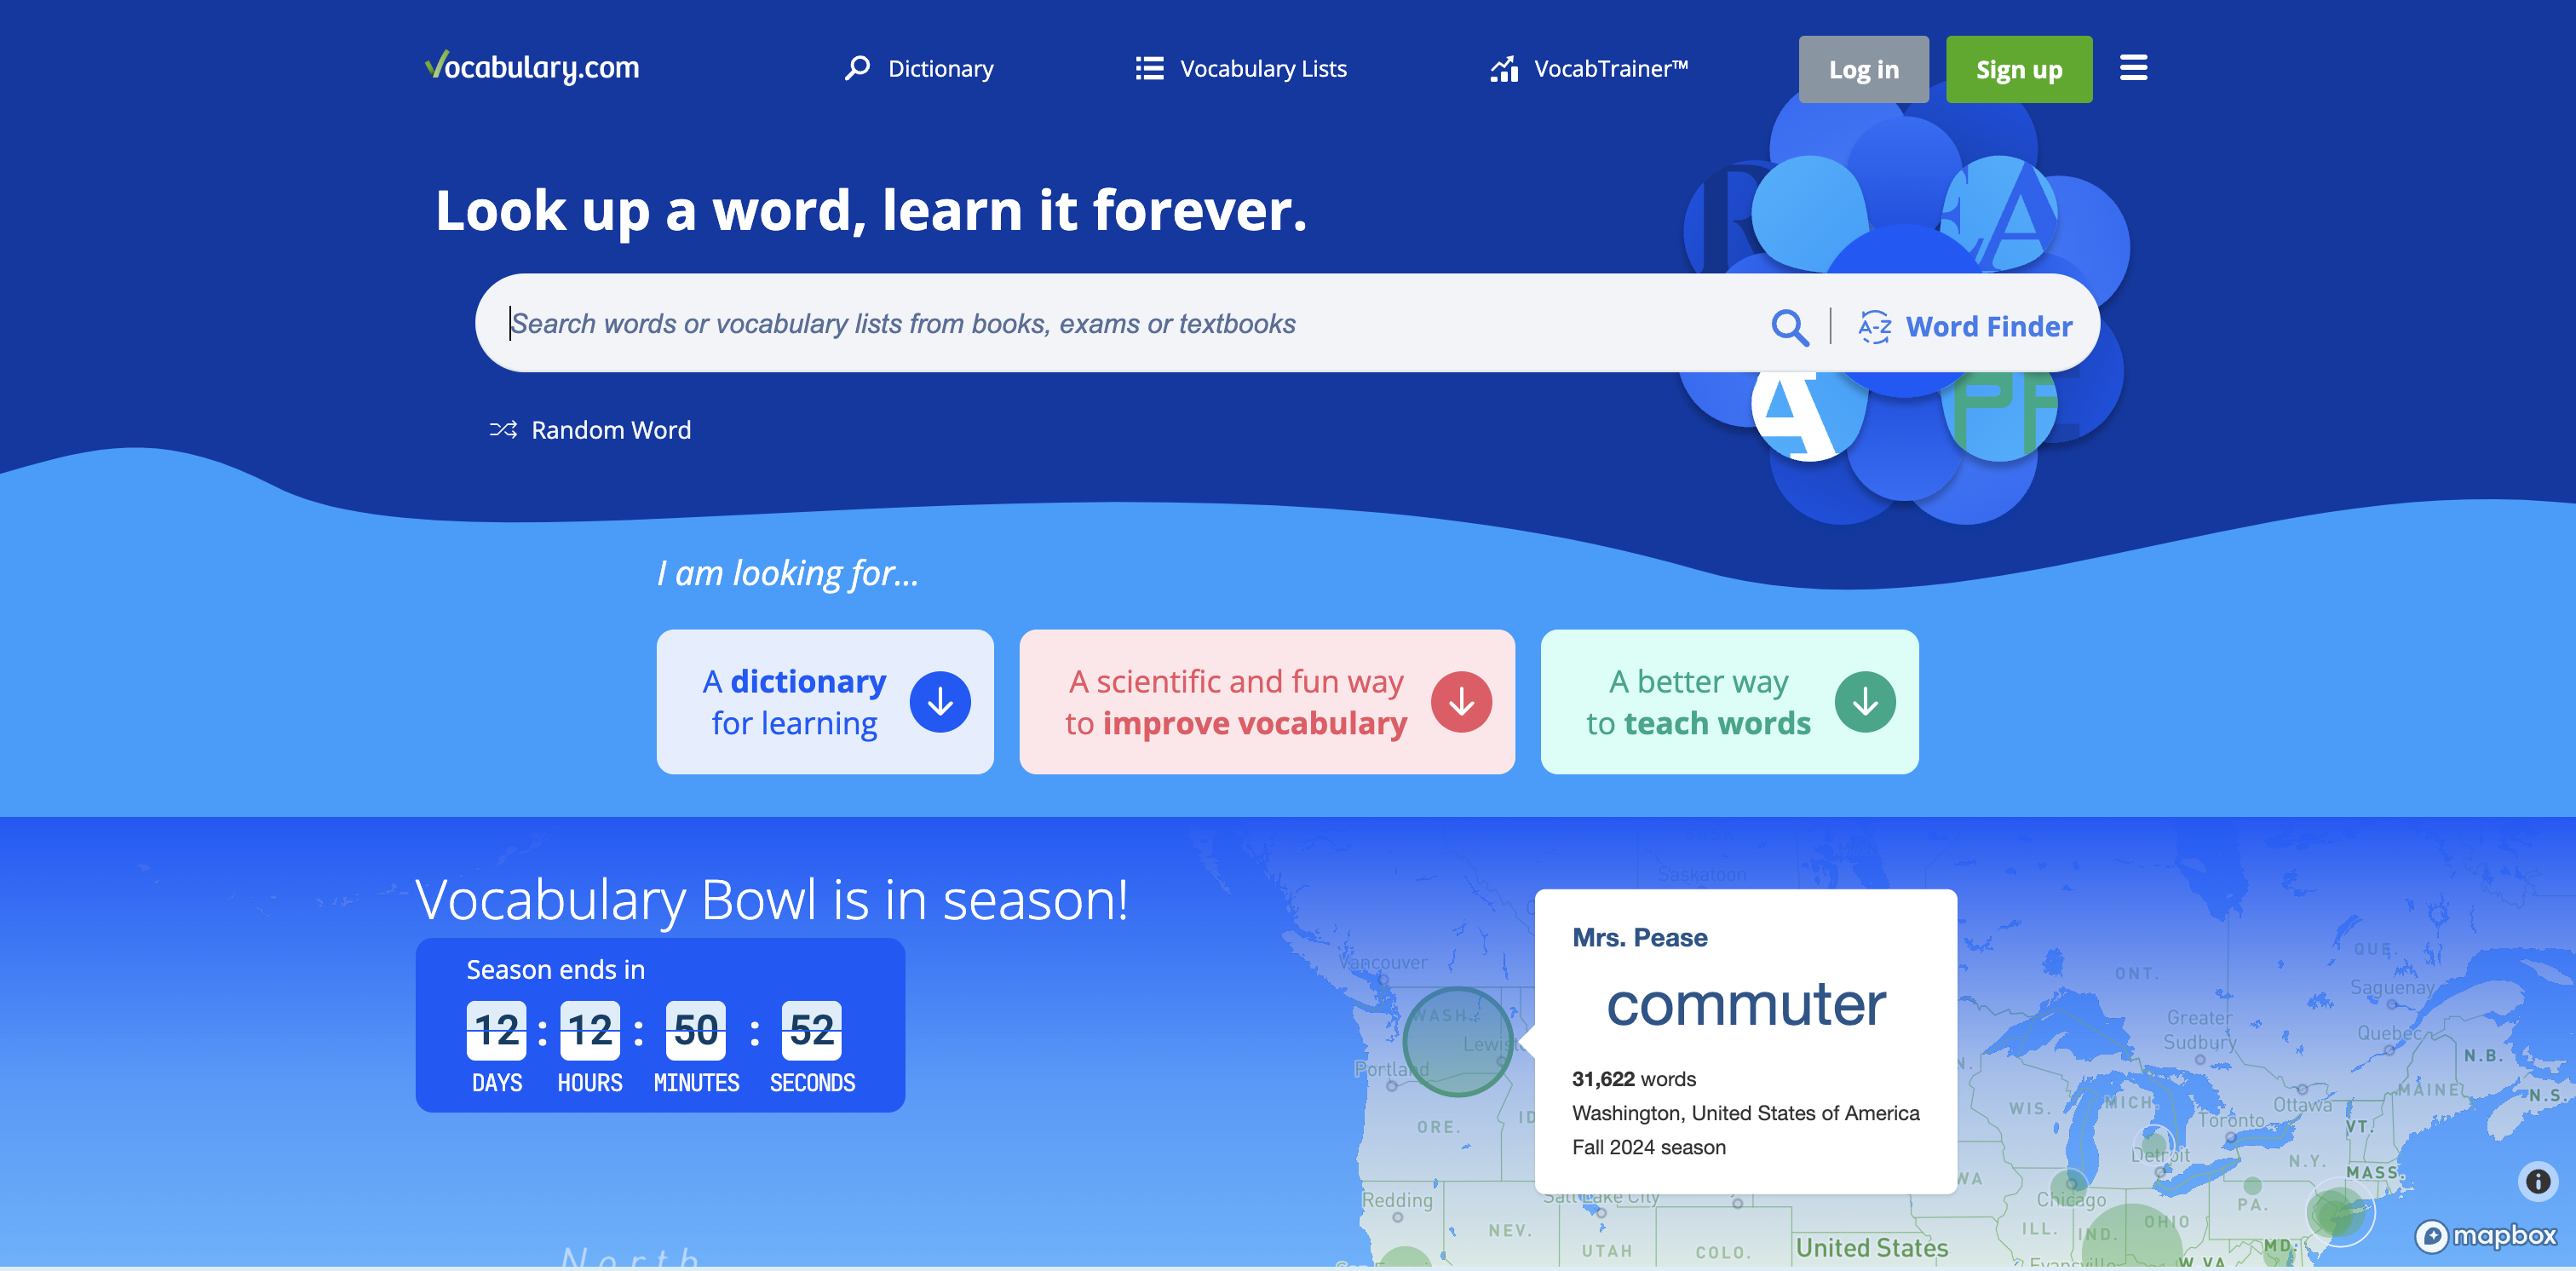 Vocabulary.com
Dictionary
Vocabulary Lists
VocabTrainer™
Log in
Sign up
Look up a word, learn it forever.
Search words or vocabulary lists from books, exams or textbooks
A-Z
Word Finder
Random Word
I am looking for...
A dictionary
for learning
A scientific and fun way
to improve vocabulary
A better way
to teach words
Vocabulary Bowl is in season!
Season ends in
12 : 12 : 50 : 52
DAYS HOURS MINUTES SECONDS
Mrs. Pease
commuter
31,622 words
Washington, United States of America
Fall 2024 season
Saskatoon
Vancouver
WASH.
Portland
ORE.
Redding
NEV.
Salt Lake City
UTAH
COLO.
United States
WIS.
MICH.
Detroit
Chicago
ILL.
IND.
OHIO
Evansville
W.VA.
MD.
PA.
N.Y.
MASS.
VT.
Toronto
Ottawa
MAINE
N.S.
N.B.
Quebec
Saguenay
QUE.
ONT.
Greater
Sudbury
North
mapbox